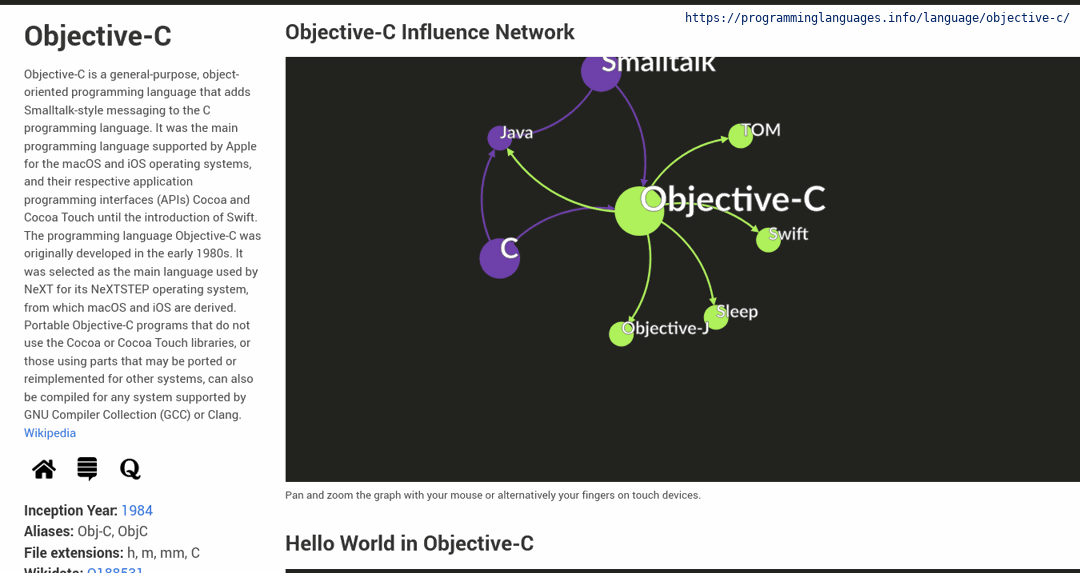 https://programminglanguages.info/language/objective-c/
Objective-C
Objective-C is a general-purpose, object-
oriented programming language that adds
Smalltalk-style messaging to the C
programming language. It was the main
programming language supported by Apple
for the macOS and iOS operating systems,
and their respective application
programming interfaces (APIs) Cocoa and
Cocoa Touch until the introduction of Swift.
The programming language Objective-C was
originally developed in the early 1980s. It
was selected as the main language used by
NeXT for its NeXTSTEP operating system,
from which macOS and iOS are derived.
Portable Objective-C programs that do not
use the Cocoa or Cocoa Touch libraries, or
those using parts that may be ported or
reimplemented for other systems, can also
be compiled for any system supported by
GNU Compiler Collection (GCC) or Clang.
Wikipedia
Inception Year: 1984
Aliases: Obj-C, ObjC
File extensions: h, m, mm, C
Wikidata: Q188531
Objective-C Influence Network
Smalltalk
Java
TOM
Objective-C
Swift
C
Sleep
Objective-J
Pan and zoom the graph with your mouse or alternatively your fingers on touch devices.
Hello World in Objective-C